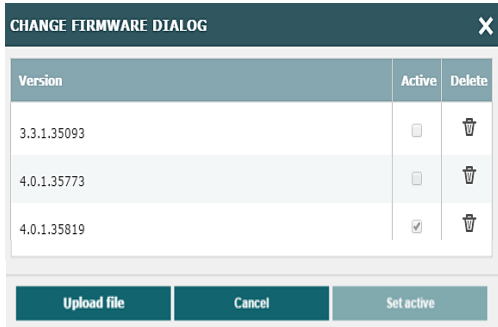 CHANGE FIRMWARE DIALOG X
Version Active Delete
3.3.1.35093
4.0.1.35773
4.0.1.35819
Upload file Cancel Set active